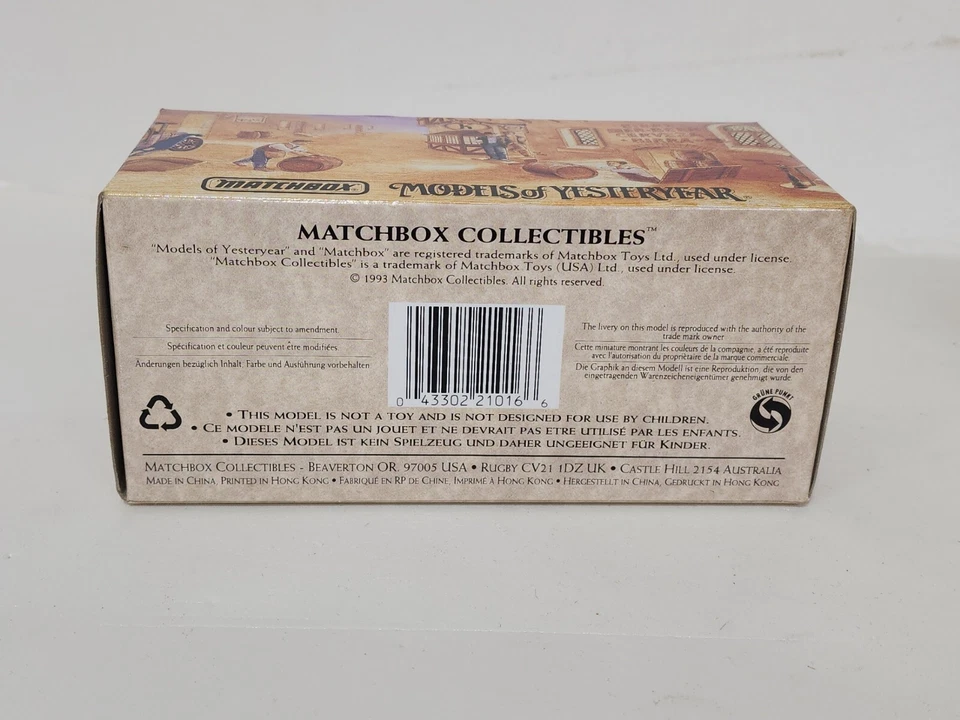 MATCHBOX
MODELS of YESTERYEAR®
MATCHBOX COLLECTIBLES™
"Models of Yesteryear" and "Matchbox" are registered trademarks of Matchbox Toys Ltd., used under license.
"Matchbox Collectibles" is a trademark of Matchbox Toys (USA) Ltd., used under license.
© 1993 Matchbox Collectibles. All rights reserved.
Specification and colour subject to amendment.
Spécification et couleur peuvent être modifiées.
Änderungen bezüglich Inhalt, Farbe und Ausführung vorbehalten
0 43302 21016 6
The livery on this model is reproduced with the authority of the
trade mark owner
Cette miniature montrant les couleurs de la compagnie, a été reproduite
avec l'autorisation du propriétaire de la marque commerciale.
Die Graphik an diesem Modell ist eine Reproduktion, die von den
eingetragenden Warenzeicheneigentümer genehmigt wurde.
GRÜNE PUNKT
• THIS MODEL IS NOT A TOY AND IS NOT DESIGNED FOR USE BY CHILDREN.
• CE MODELE N'EST PAS UN JOUET ET NE DEVRAIT PAS ETRE UTILISÉ PAR LES ENFANTS.
• DIESES MODEL IST KEIN SPIELZEUG UND DAHER UNGEEIGNET FÜR KINDER.
MATCHBOX COLLECTIBLES - BEAVERTON OR. 97005 USA • RUGBY CV21 1DZ UK • CASTLE HILL 2154 AUSTRALIA
MADE IN CHINA, PRINTED IN HONG KONG • FABRIQUÉ EN RP DE CHINE, IMPRIMÉ À HONG KONG • HERGESTELLT IN CHINA, GEDRUCKT IN HONG KONG